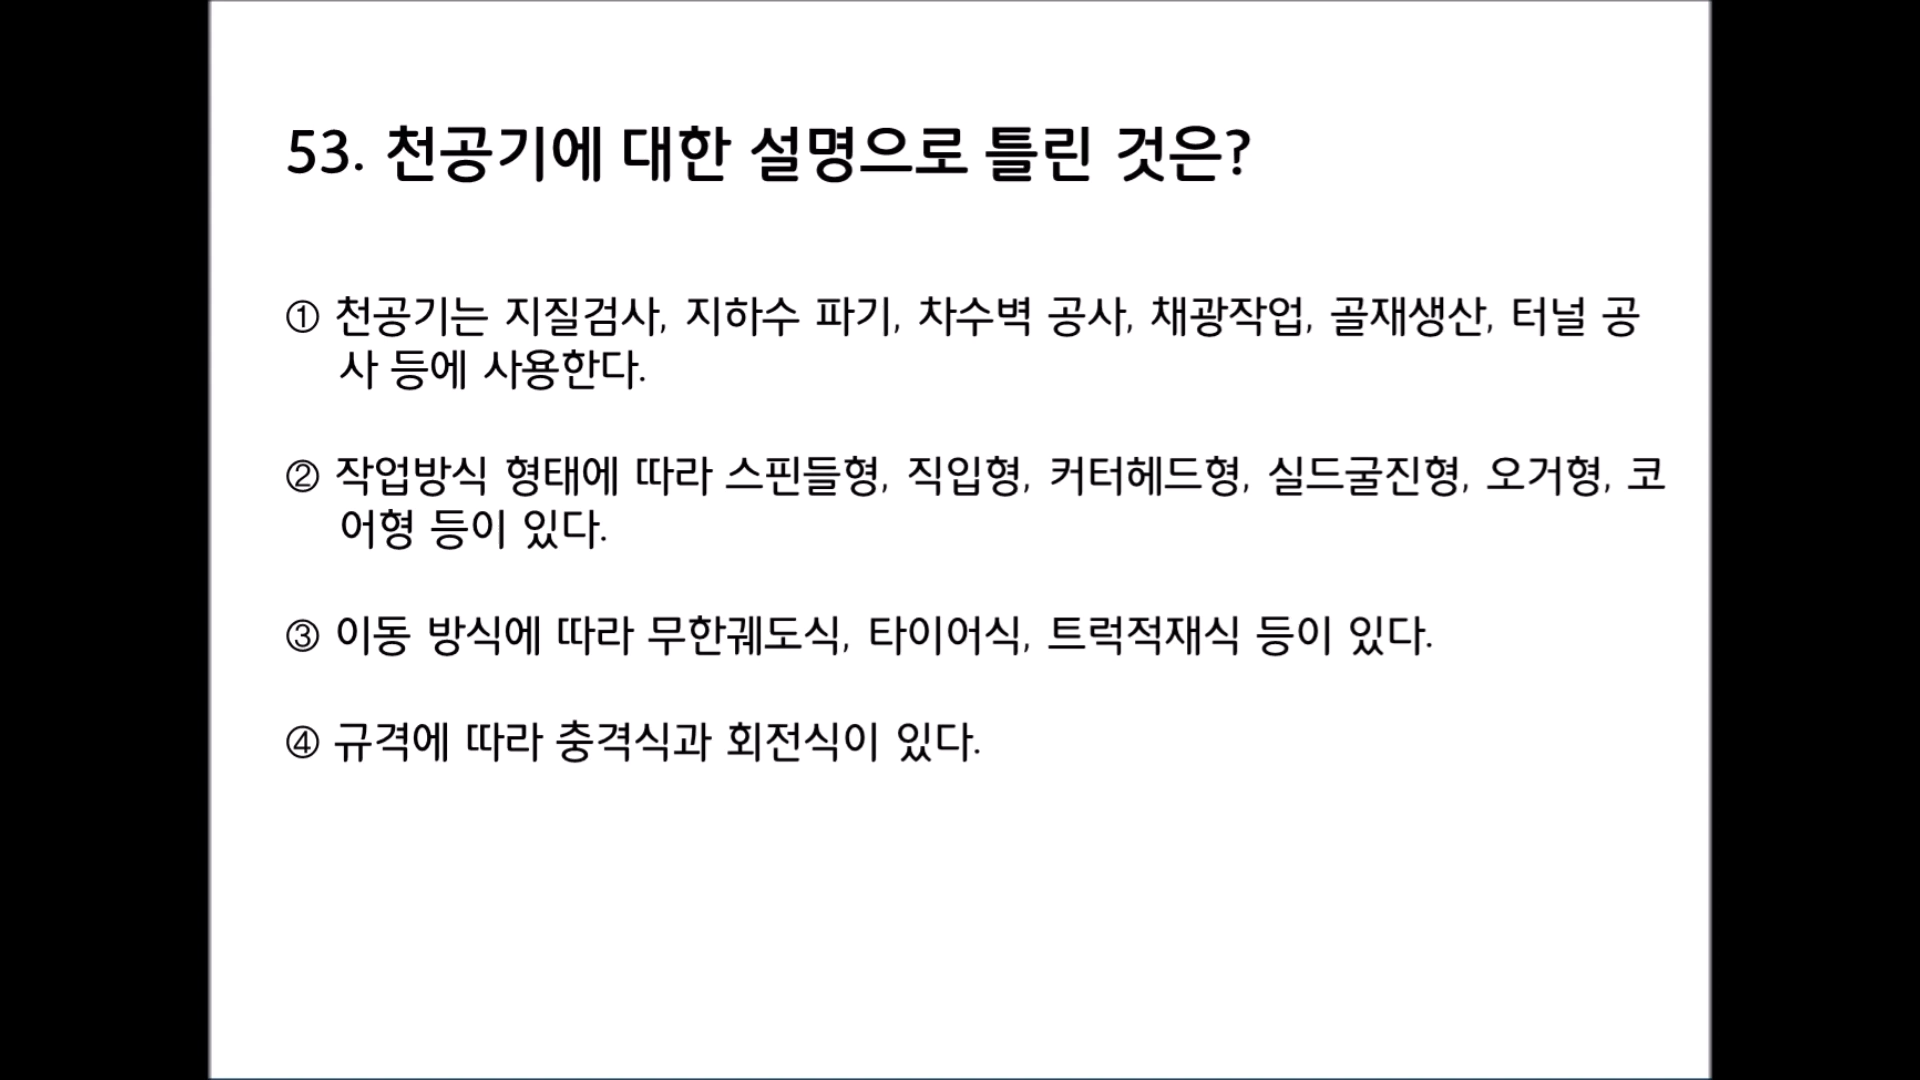 53. 천공기에 대한 설명으로 틀린 것은?
① 천공기는 지질검사, 지하수 파기, 차수벽 공사, 채광작업, 골재생산, 터널 공
사 등에 사용한다.
② 작업방식 형태에 따라 스핀들형, 직입형, 커터헤드형, 실드굴진형, 오거형, 코
어형 등이 있다.
③ 이동 방식에 따라 무한궤도식, 타이어식, 트럭적재식 등이 있다.
④ 규격에 따라 충격식과 회전식이 있다.